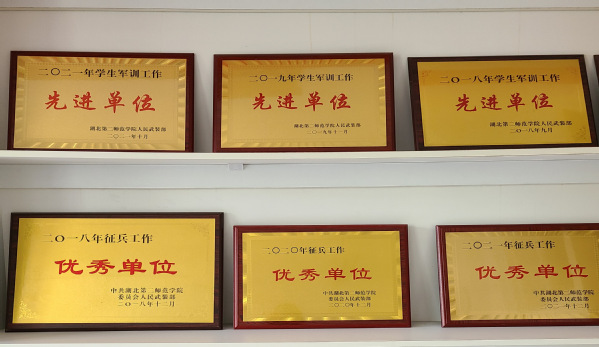 二〇二一年学生军训工作
先进单位
湖北第二师范学院人民武装部
二〇二一年十月
二〇一九年学生军训工作
先进单位
湖北第二师范学院人民武装部
二〇一九年十一月
二〇一八年学生军训工作
先进单位
湖北第二师范学院人民武装部
二〇一八年九月
二〇一八年征兵工作
优秀单位
中共湖北第二师范学院
委员会人民武装部
二〇一八年十二月
二〇二〇年征兵工作
优秀单位
中共湖北第二师范学院
委员会人民武装部
二〇二〇年十二月
二〇二一年征兵工作
优秀单位
中共湖北第二师范学院
委员会人民武装部
二〇二一年十二月